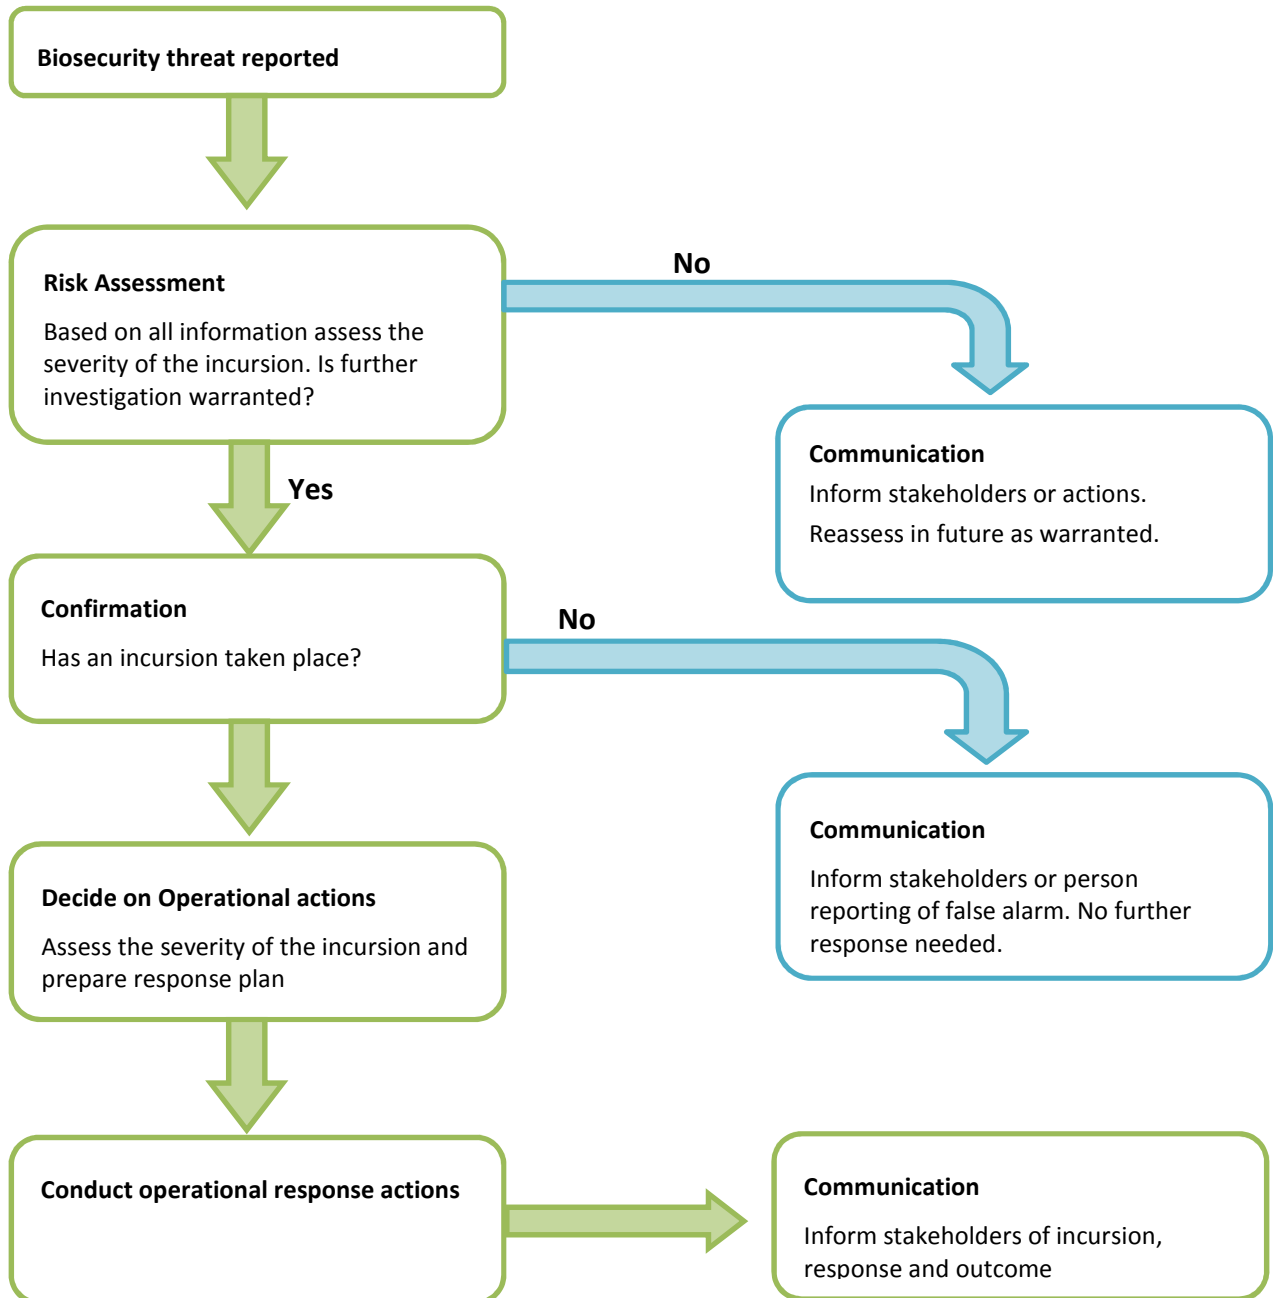 Biosecurity threat reported
Risk Assessment
Based on all information assess the
severity of the incursion. Is further
investigation warranted?
No
Communication
Inform stakeholders or actions.
Reassess in future as warranted.
Yes
Confirmation
Has an incursion taken place?
No
Communication
Inform stakeholders or person
reporting of false alarm. No further
response needed.
Decide on Operational actions
Assess the severity of the incursion and
prepare response plan
Conduct operational response actions
Communication
Inform stakeholders of incursion,
response and outcome